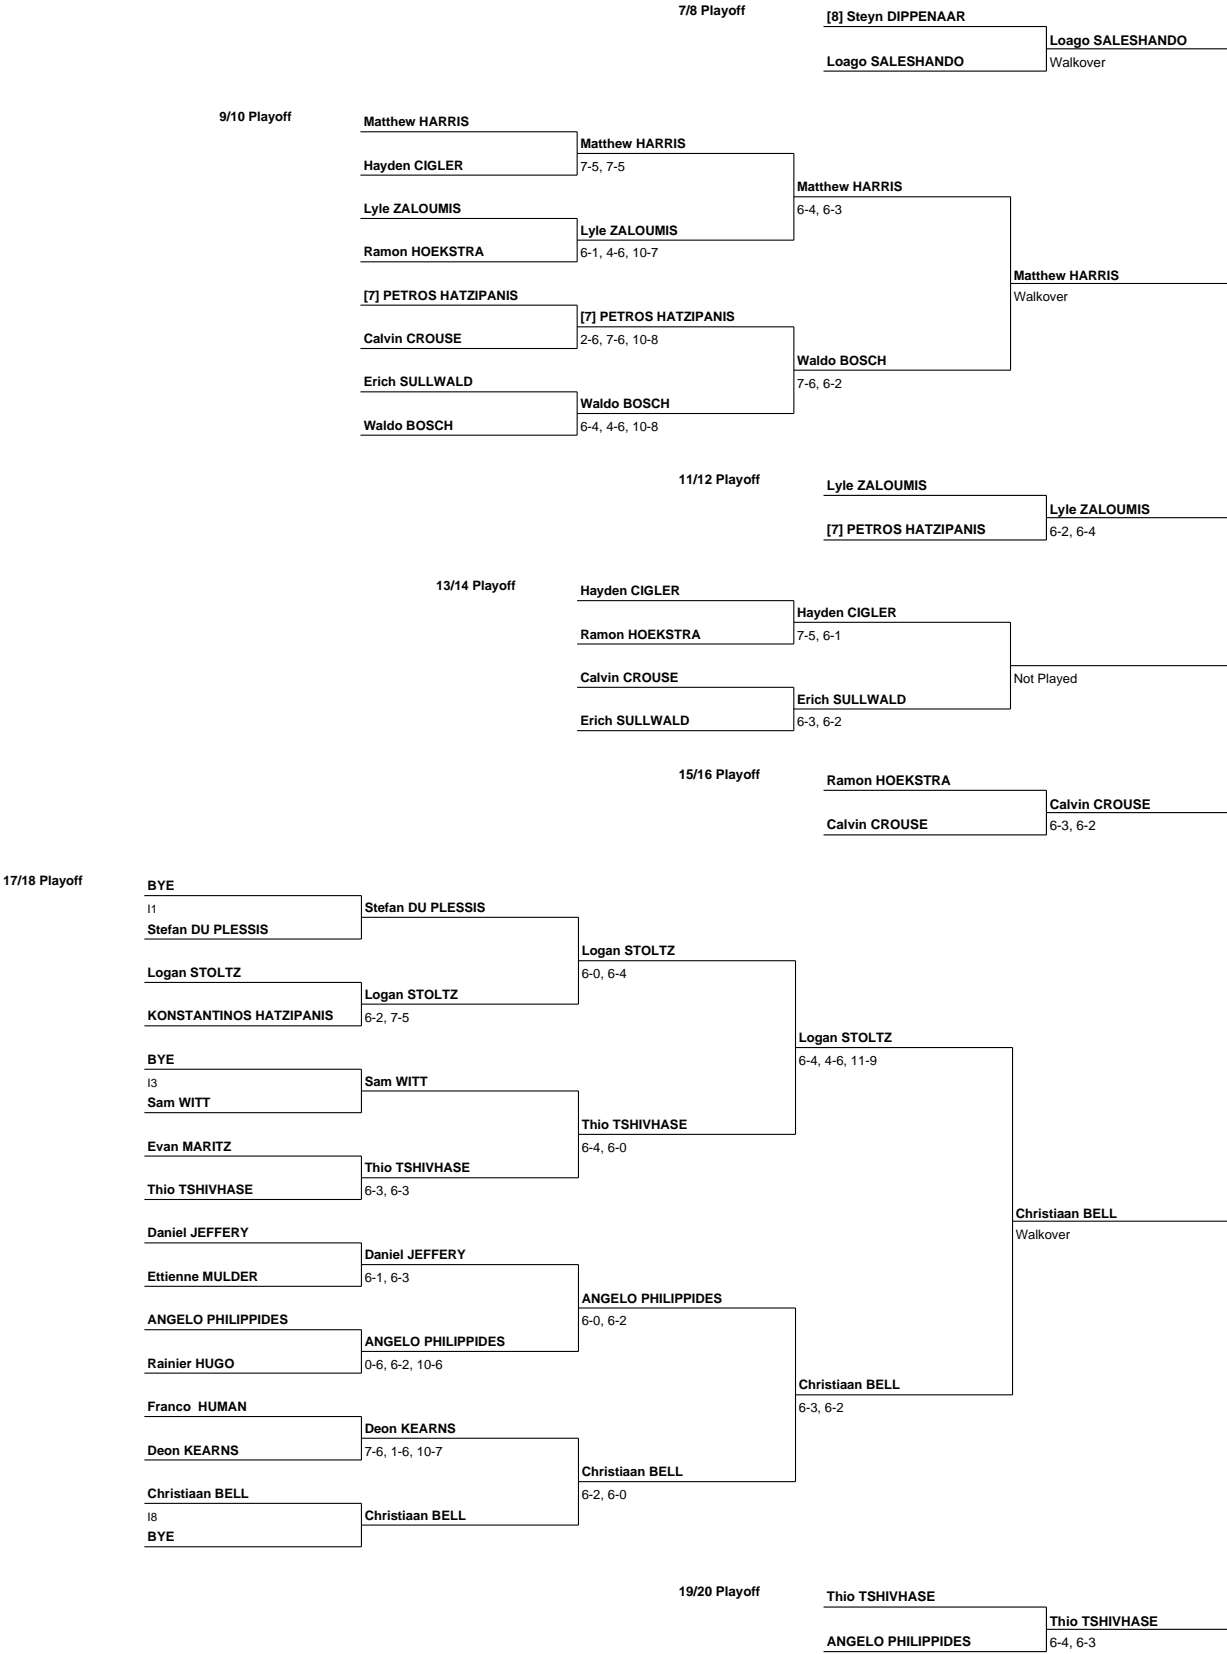 7/8 Playoff
[8] Steyn DIPPENAAR
Loago SALESHANDO
Loago SALESHANDO
Walkover
9/10 Playoff
Matthew HARRIS
Matthew HARRIS
Hayden CIGLER
7-5, 7-5
Matthew HARRIS
6-4, 6-3
Lyle ZALOUMIS
Lyle ZALOUMIS
Ramon HOEKSTRA
6-1, 4-6, 10-7
Matthew HARRIS
Walkover
[7] PETROS HATZIPANIS
[7] PETROS HATZIPANIS
Calvin CROUSE
2-6, 7-6, 10-8
Waldo BOSCH
7-6, 6-2
Erich SULLWALD
Waldo BOSCH
Waldo BOSCH
6-4, 4-6, 10-8
11/12 Playoff
Lyle ZALOUMIS
Lyle ZALOUMIS
[7] PETROS HATZIPANIS
6-2, 6-4
13/14 Playoff
Hayden CIGLER
Hayden CIGLER
Ramon HOEKSTRA
7-5, 6-1
Not Played
Calvin CROUSE
Erich SULLWALD
Erich SULLWALD
6-3, 6-2
15/16 Playoff
Ramon HOEKSTRA
Calvin CROUSE
Calvin CROUSE
6-3, 6-2
17/18 Playoff
BYE
I1
Stefan DU PLESSIS
Stefan DU PLESSIS
Logan STOLTZ
6-0, 6-4
Logan STOLTZ
Logan STOLTZ
KONSTANTINOS HATZIPANIS
6-2, 7-5
Logan STOLTZ
6-4, 4-6, 11-9
BYE
I3
Sam WITT
Sam WITT
Thio TSHIVHASE
6-4, 6-0
Evan MARITZ
Thio TSHIVHASE
Thio TSHIVHASE
6-3, 6-3
Christiaan BELL
Walkover
Daniel JEFFERY
Daniel JEFFERY
Ettienne MULDER
6-1, 6-3
ANGELO PHILIPPIDES
6-0, 6-2
ANGELO PHILIPPIDES
ANGELO PHILIPPIDES
Rainier HUGO
0-6, 6-2, 10-6
Christiaan BELL
6-3, 6-2
Franco  HUMAN
Deon KEARNS
Deon KEARNS
7-6, 1-6, 10-7
Christiaan BELL
6-2, 6-0
Christiaan BELL
I8
Christiaan BELL
BYE
19/20 Playoff
Thio TSHIVHASE
Thio TSHIVHASE
ANGELO PHILIPPIDES
6-4, 6-3